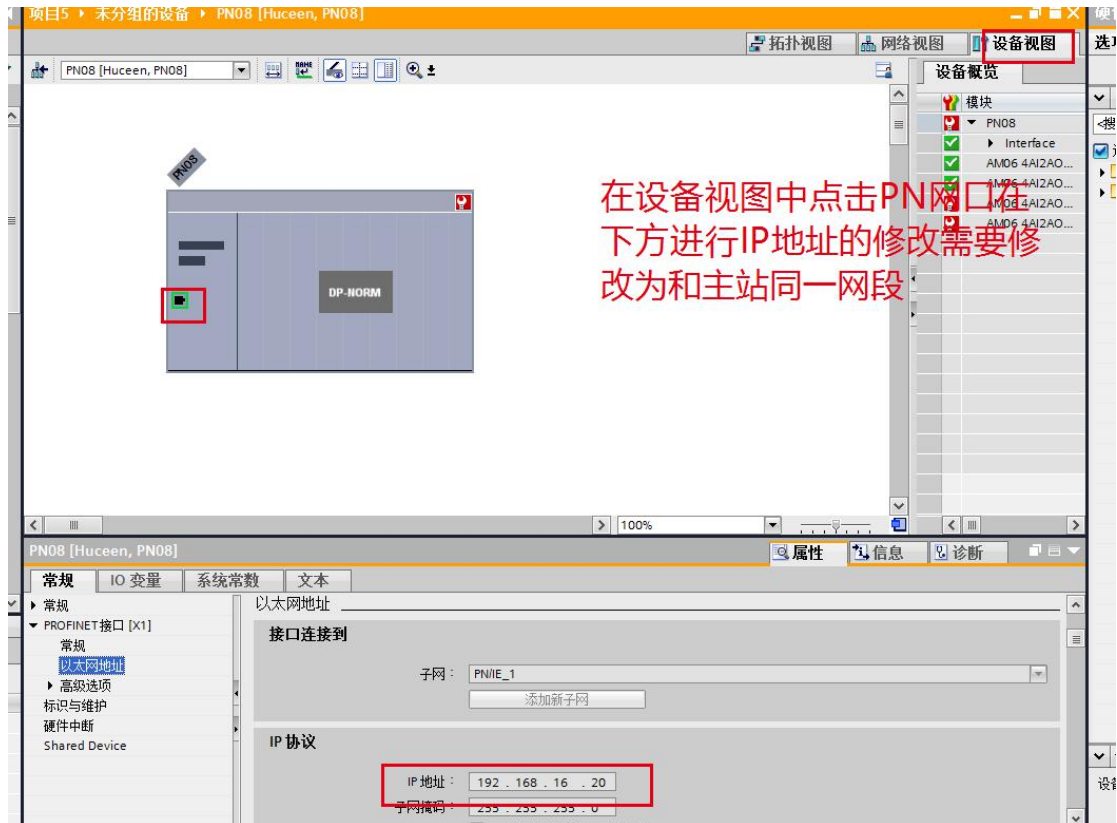 项目5 ▸ 未分组的设备 ▸ PN08 [Huceen, PN08]
拓扑视图 网络视图 设备视图
PN08 [Huceen, PN08]
设备概览
模块
PN08
Interface
AM06 4AI2AO...
AM06 4AI2AO...
AM06 4AI2AO...
AM06 4AI2AO...
PN08
DP-NORM
在设备视图中点击PN网口在
下方进行IP地址的修改需要修
改为和主站同一网段
100%
PN08 [Huceen, PN08]
属性 信息 诊断
常规 IO 变量 系统常数 文本
常规
PROFINET接口 [X1]
常规
以太网地址
高级选项
标识与维护
硬件中断
Shared Device
以太网地址
接口连接到
子网：PN/IE_1
添加新子网
IP 协议
IP 地址：192 . 168 . 16 . 20
子网掩码：255 . 255 . 255 . 0